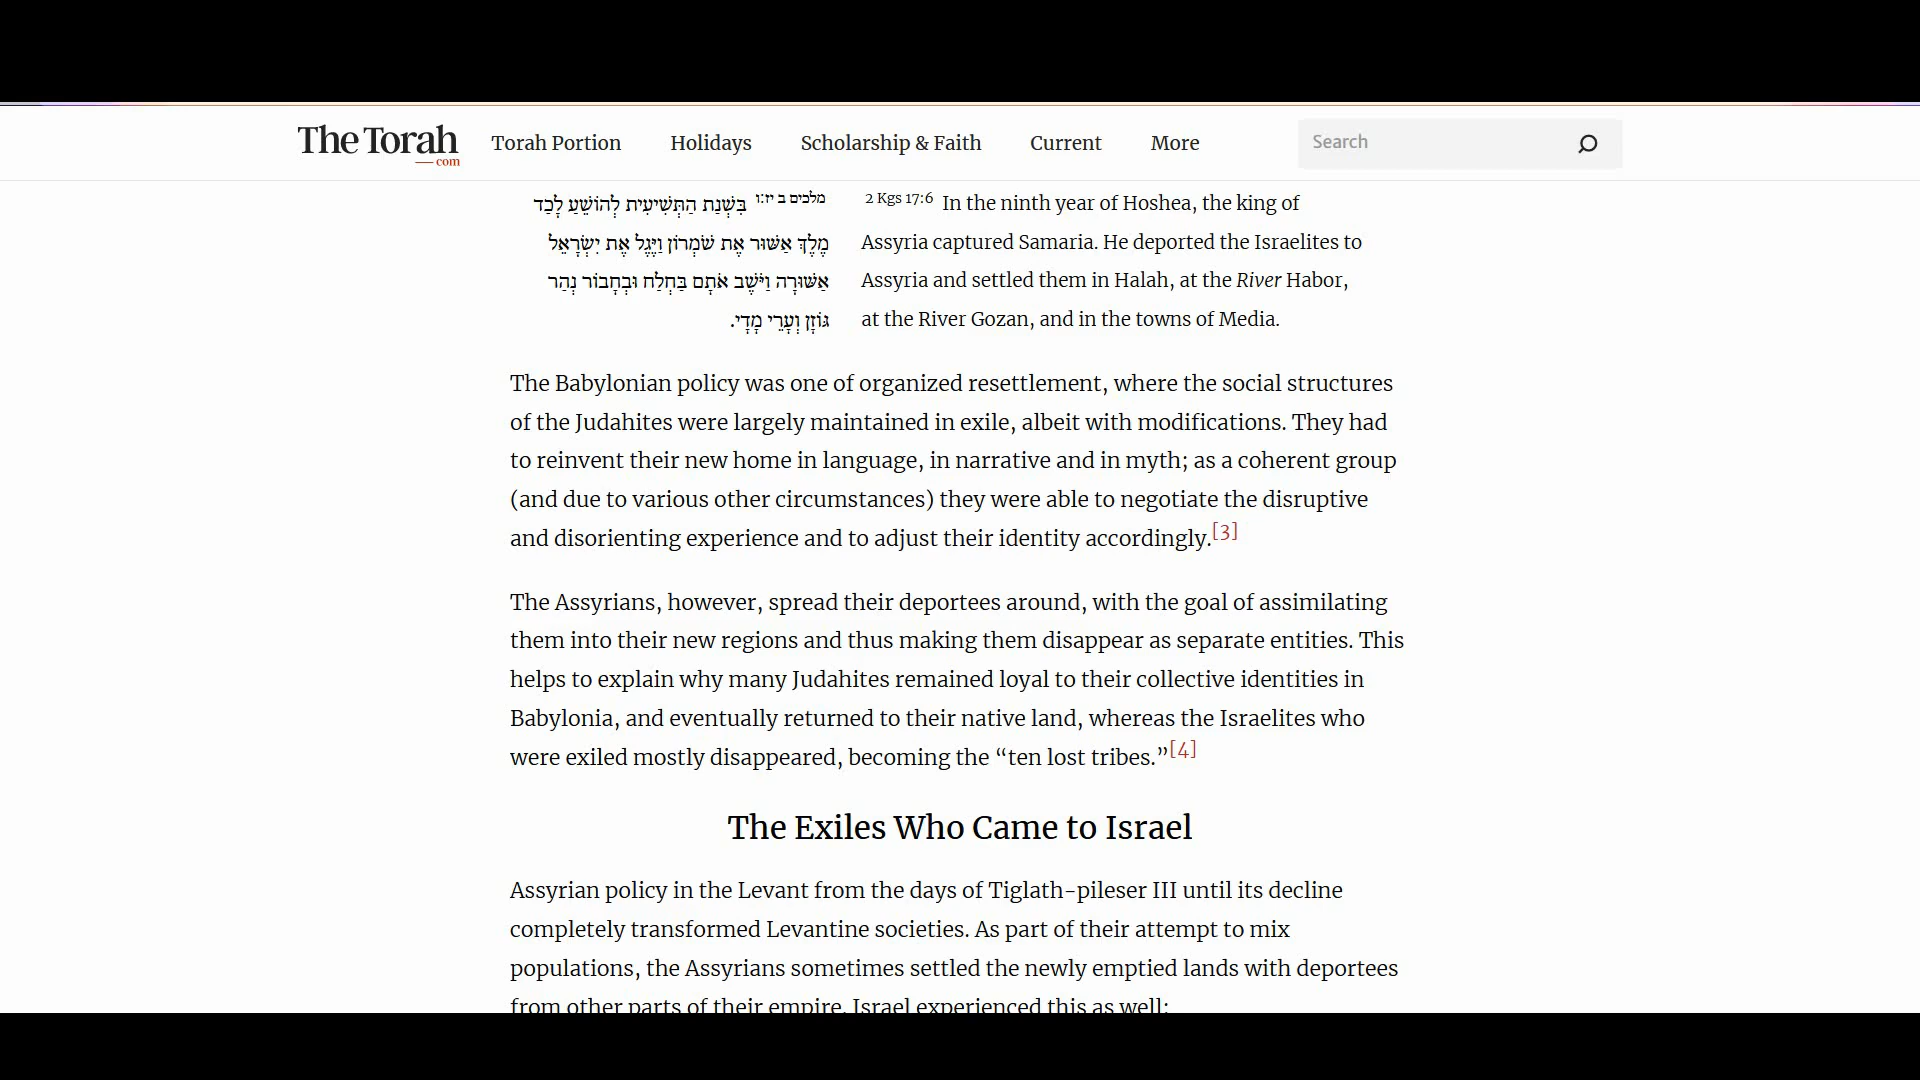 The Torah
com
Torah Portion
Holidays
Scholarship & Faith
Current
More
Search
מלכים ב יז:ו בִּשְׁנַת הַתְּשִׁיעִית לְהוֹשֵׁעַ לָכַד
מֶלֶךְ אַשּׁוּר אֶת שֹׁמְרוֹן וַיֶּגֶל אֶת יִשְׂרָאֵל
אַשּׁוּרָה וַיֹּשֶׁב אֹתָם בַּחְלַח וּבְחָבוֹר נְהַר
גּוֹזָן וְעָרֵי מָדָי.
2 Kgs 17:6 In the ninth year of Hoshea, the king of
Assyria captured Samaria. He deported the Israelites to
Assyria and settled them in Halah, at the River Habor,
at the River Gozan, and in the towns of Media.
The Babylonian policy was one of organized resettlement, where the social structures
of the Judahites were largely maintained in exile, albeit with modifications. They had
to reinvent their new home in language, in narrative and in myth; as a coherent group
(and due to various other circumstances) they were able to negotiate the disruptive
and disorienting experience and to adjust their identity accordingly.[3]
The Assyrians, however, spread their deportees around, with the goal of assimilating
them into their new regions and thus making them disappear as separate entities. This
helps to explain why many Judahites remained loyal to their collective identities in
Babylonia, and eventually returned to their native land, whereas the Israelites who
were exiled mostly disappeared, becoming the “ten lost tribes.”[4]
The Exiles Who Came to Israel
Assyrian policy in the Levant from the days of Tiglath-pileser III until its decline
completely transformed Levantine societies. As part of their attempt to mix
populations, the Assyrians sometimes settled the newly emptied lands with deportees
from other parts of their empire. Israel experienced this as well: